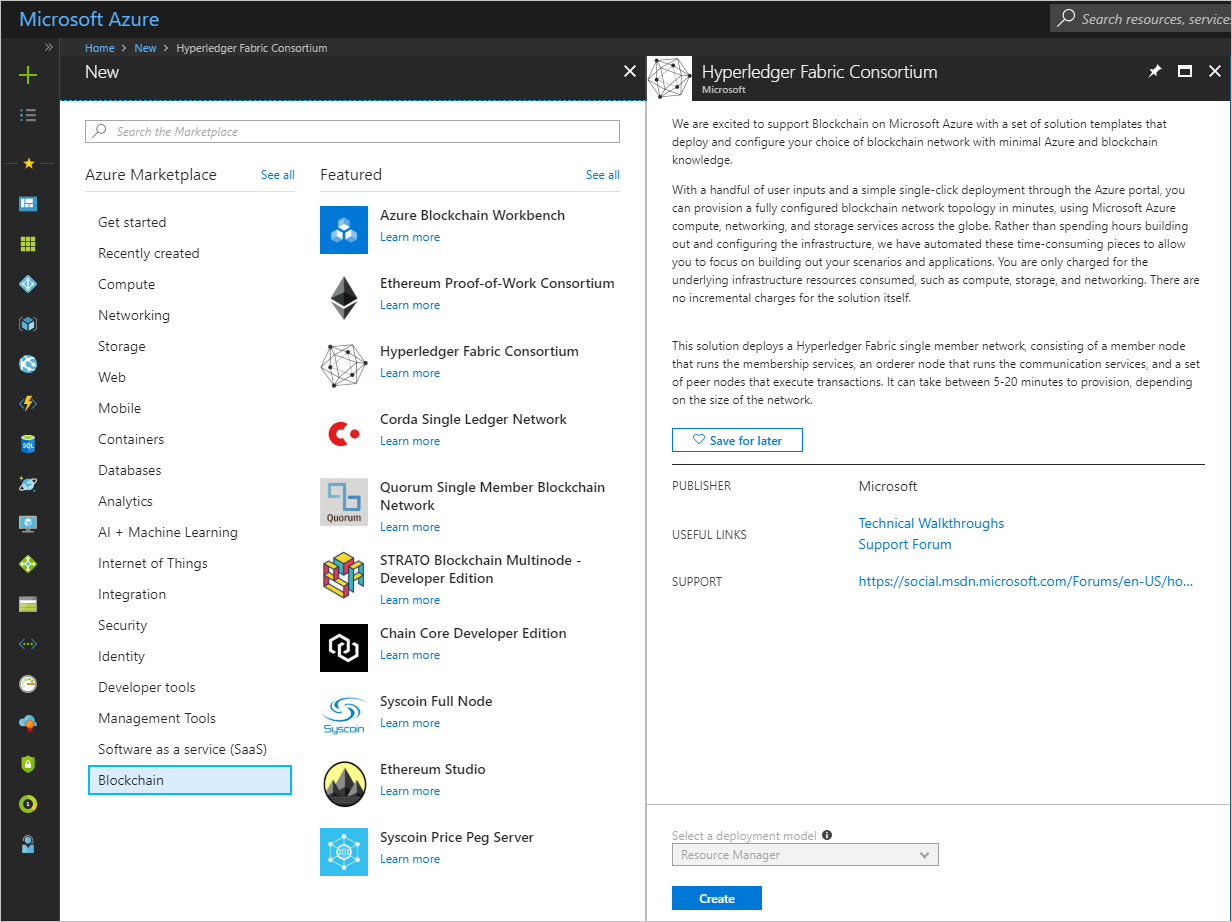 Microsoft Azure
Search resources, service
Home > New > Hyperledger Fabric Consortium
New
Search the Marketplace
Azure Marketplace
See all
Get started
Recently created
Compute
Networking
Storage
Web
Mobile
Containers
Databases
Analytics
AI + Machine Learning
Internet of Things
Integration
Security
Identity
Developer tools
Management Tools
Software as a service (SaaS)
Blockchain
Featured
See all
Azure Blockchain Workbench
Learn more
Ethereum Proof-of-Work Consortium
Learn more
Hyperledger Fabric Consortium
Learn more
Corda Single Ledger Network
Learn more
Quorum
Quorum Single Member Blockchain
Network
Learn more
STRATO Blockchain Multinode -
Developer Edition
Learn more
Chain Core Developer Edition
Learn more
Syscoin
Syscoin Full Node
Learn more
Ethereum Studio
Learn more
Syscoin Price Peg Server
Learn more
SQL
Hyperledger Fabric Consortium
Microsoft
We are excited to support Blockchain on Microsoft Azure with a set of solution templates that
deploy and configure your choice of blockchain network with minimal Azure and blockchain
knowledge.
With a handful of user inputs and a simple single-click deployment through the Azure portal, you
can provision a fully configured blockchain network topology in minutes, using Microsoft Azure
compute, networking, and storage services across the globe. Rather than spending hours building
out and configuring the infrastructure, we have automated these time-consuming pieces to allow
you to focus on building out your scenarios and applications. You are only charged for the
underlying infrastructure resources consumed, such as compute, storage, and networking. There are
no incremental charges for the solution itself.
This solution deploys a Hyperledger Fabric single member network, consisting of a member node
that runs the membership services, an orderer node that runs the communication services, and a set
of peer nodes that execute transactions. It can take between 5-20 minutes to provision, depending
on the size of the network.
Save for later
PUBLISHER
Microsoft
USEFUL LINKS
Technical Walkthroughs
Support Forum
SUPPORT
https://social.msdn.microsoft.com/Forums/en-US/ho...
Select a deployment model
Resource Manager
Create